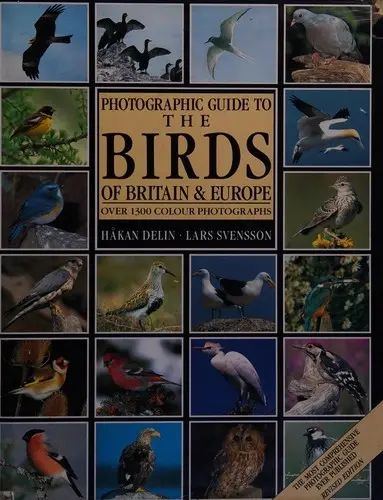 PHOTOGRAPHIC GUIDE TO
THE
BIRDS
OF BRITAIN & EUROPE
OVER 1300 COLOUR PHOTOGRAPHS
HÅKAN DELIN · LARS SVENSSON
THE MOST COMPREHENSIVE
PHOTOGRAPHIC GUIDE
EVER PUBLISHED
REVISED EDITION